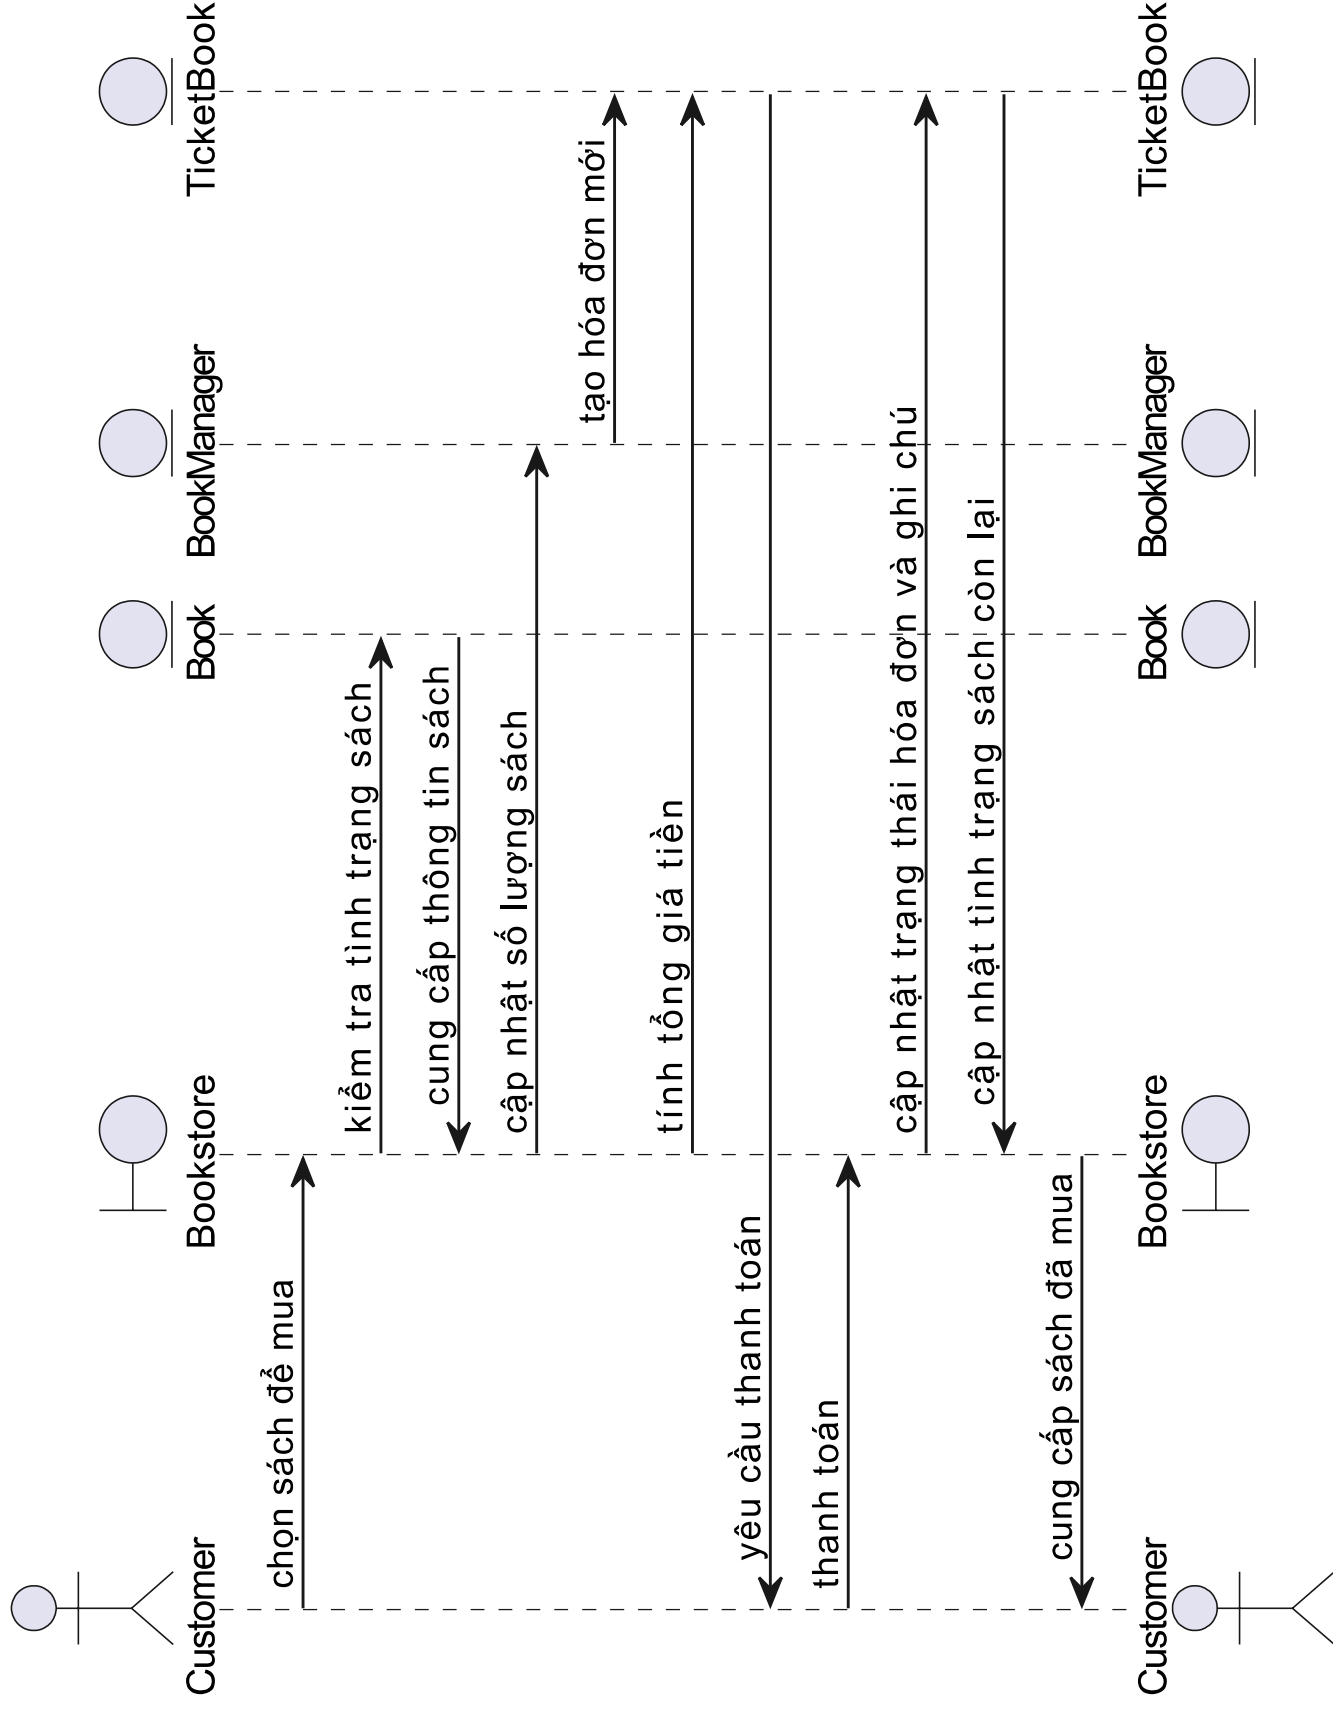 Customer
Bookstore
Book
BookManager
TicketBook
chọn sách để mua
kiểm tra tình trạng sách
cung cấp thông tin sách
cập nhật số lượng sách
tạo hóa đơn mới
tính tổng giá tiền
yêu cầu thanh toán
thanh toán
cập nhật trạng thái hóa đơn và ghi chú
cập nhật tình trạng sách còn lại
cung cấp sách đã mua
Customer
Bookstore
Book
BookManager
TicketBook